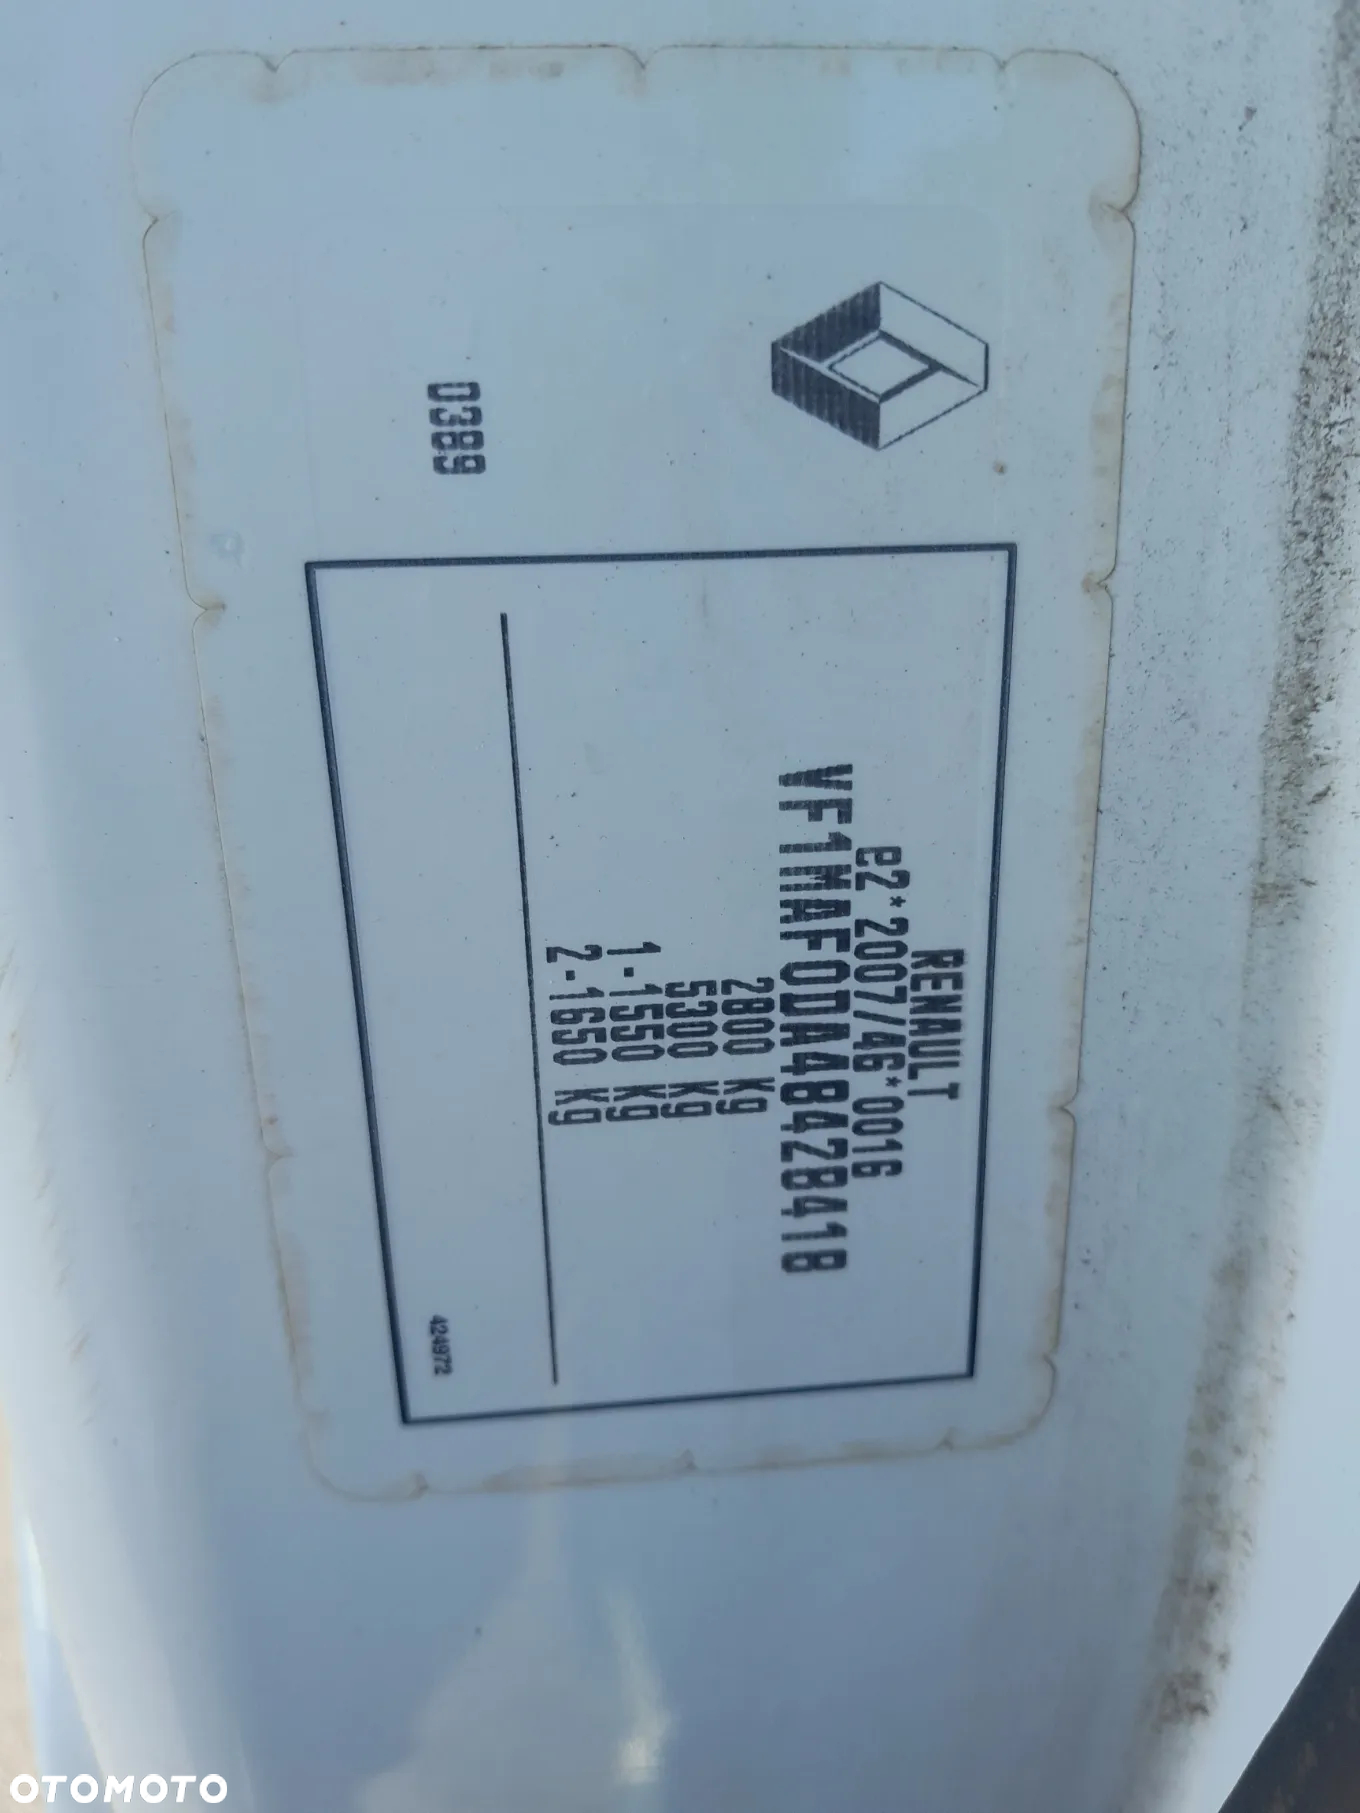 0389
RENAULT
e2*2007/46*0016
VF1MAF0DA48428418
2800 kg
5300 kg
1-1550 kg
2-1650 kg
424972
OTOMOTO